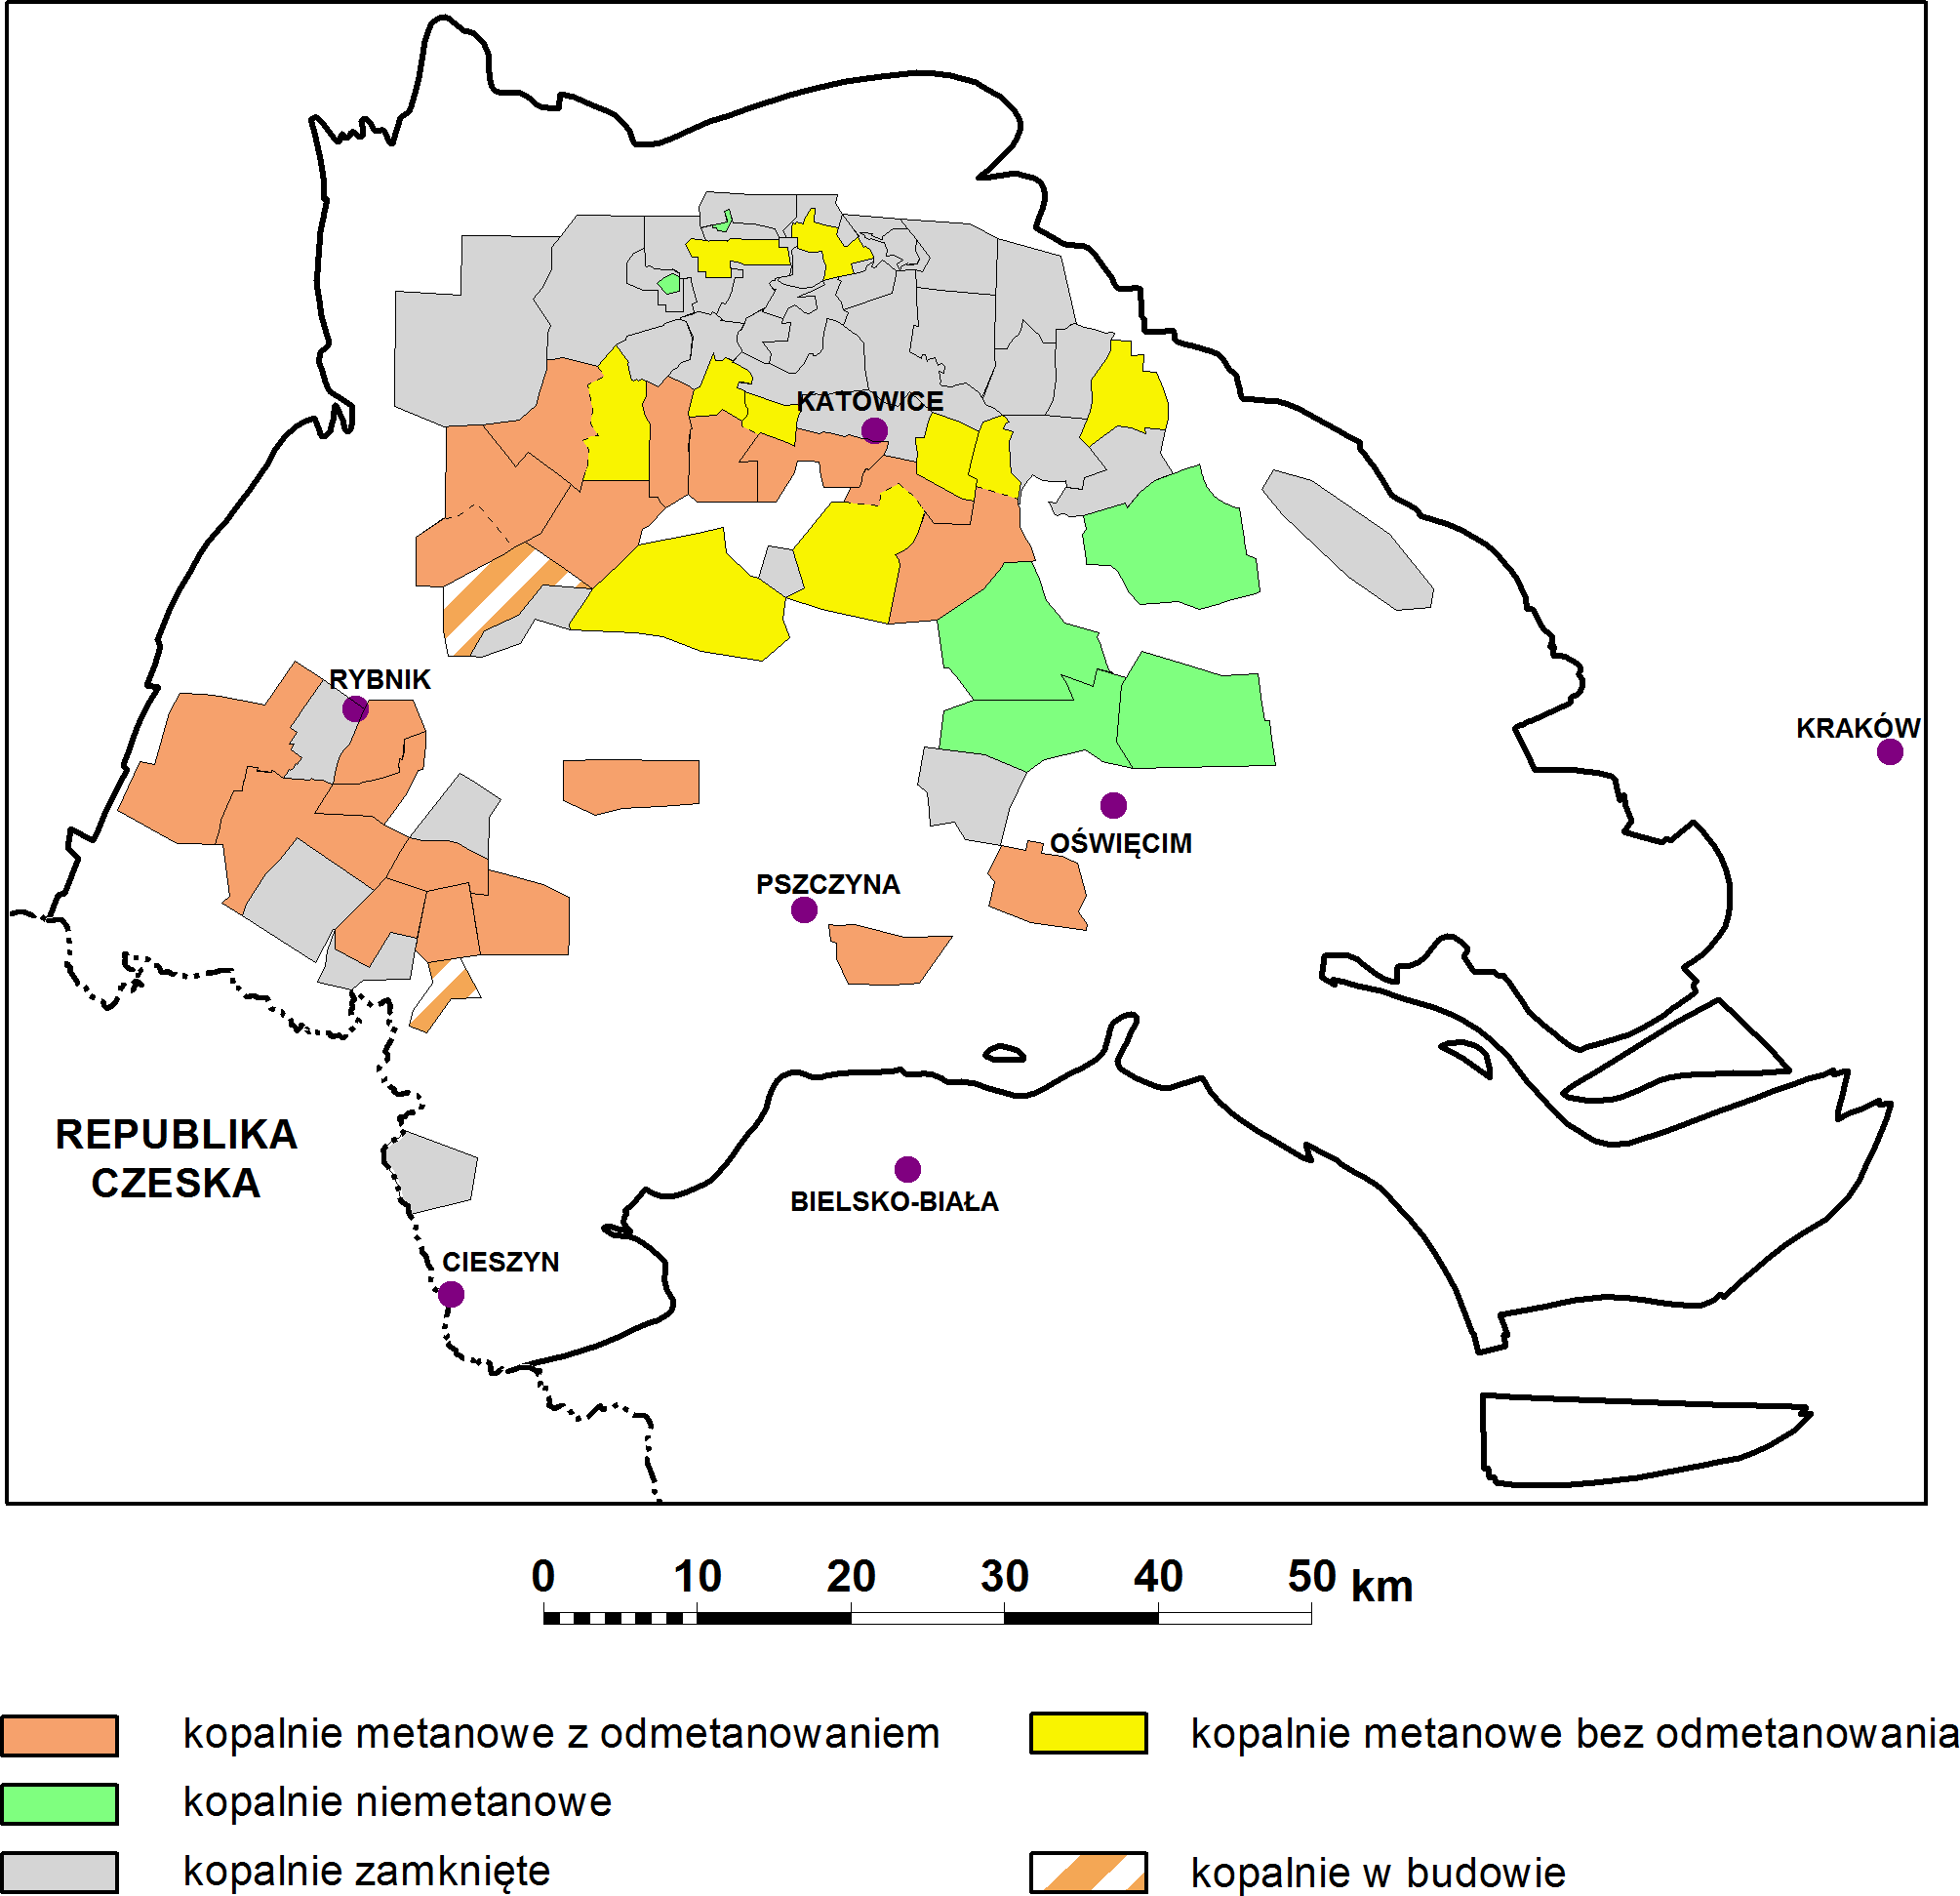 KATOWICE
RYBNIK
KRAKÓW
OŚWIĘCIM
PSZCZYNA
REPUBLIKA
CZESKA
BIELSKO-BIAŁA
CIESZYN
0 10 20 30 40 50 km
kopalnie metanowe z odmetanowaniem
kopalnie metanowe bez odmetanowania
kopalnie niemetanowe
kopalnie zamknięte
kopalnie w budowie